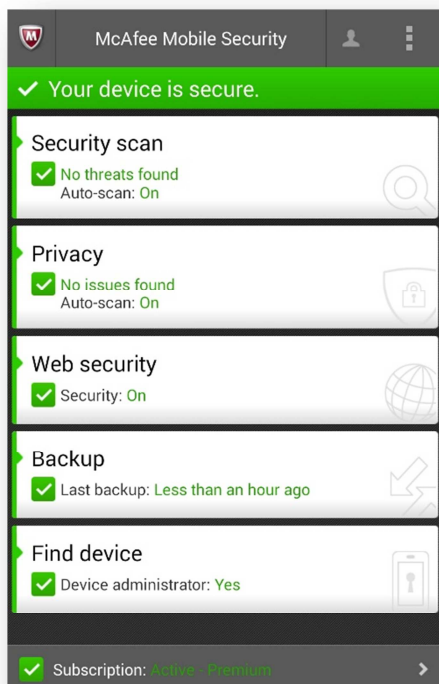 McAfee Mobile Security
Your device is secure.
Security scan
No threats found
Auto-scan: On
Privacy
No issues found
Auto-scan: On
Web security
Security: On
Backup
Last backup: Less than an hour ago
Find device
Device administrator: Yes
Subscription: Active - Premium